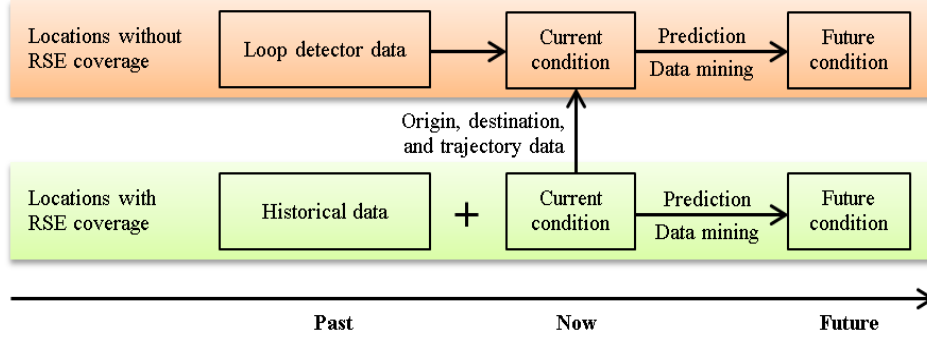 Locations without
RSE coverage
Loop detector data
Current
condition
Prediction
Data mining
Future
condition
Origin, destination,
and trajectory data
Locations with
RSE coverage
Historical data
+
Current
condition
Prediction
Data mining
Future
condition
Past
Now
Future